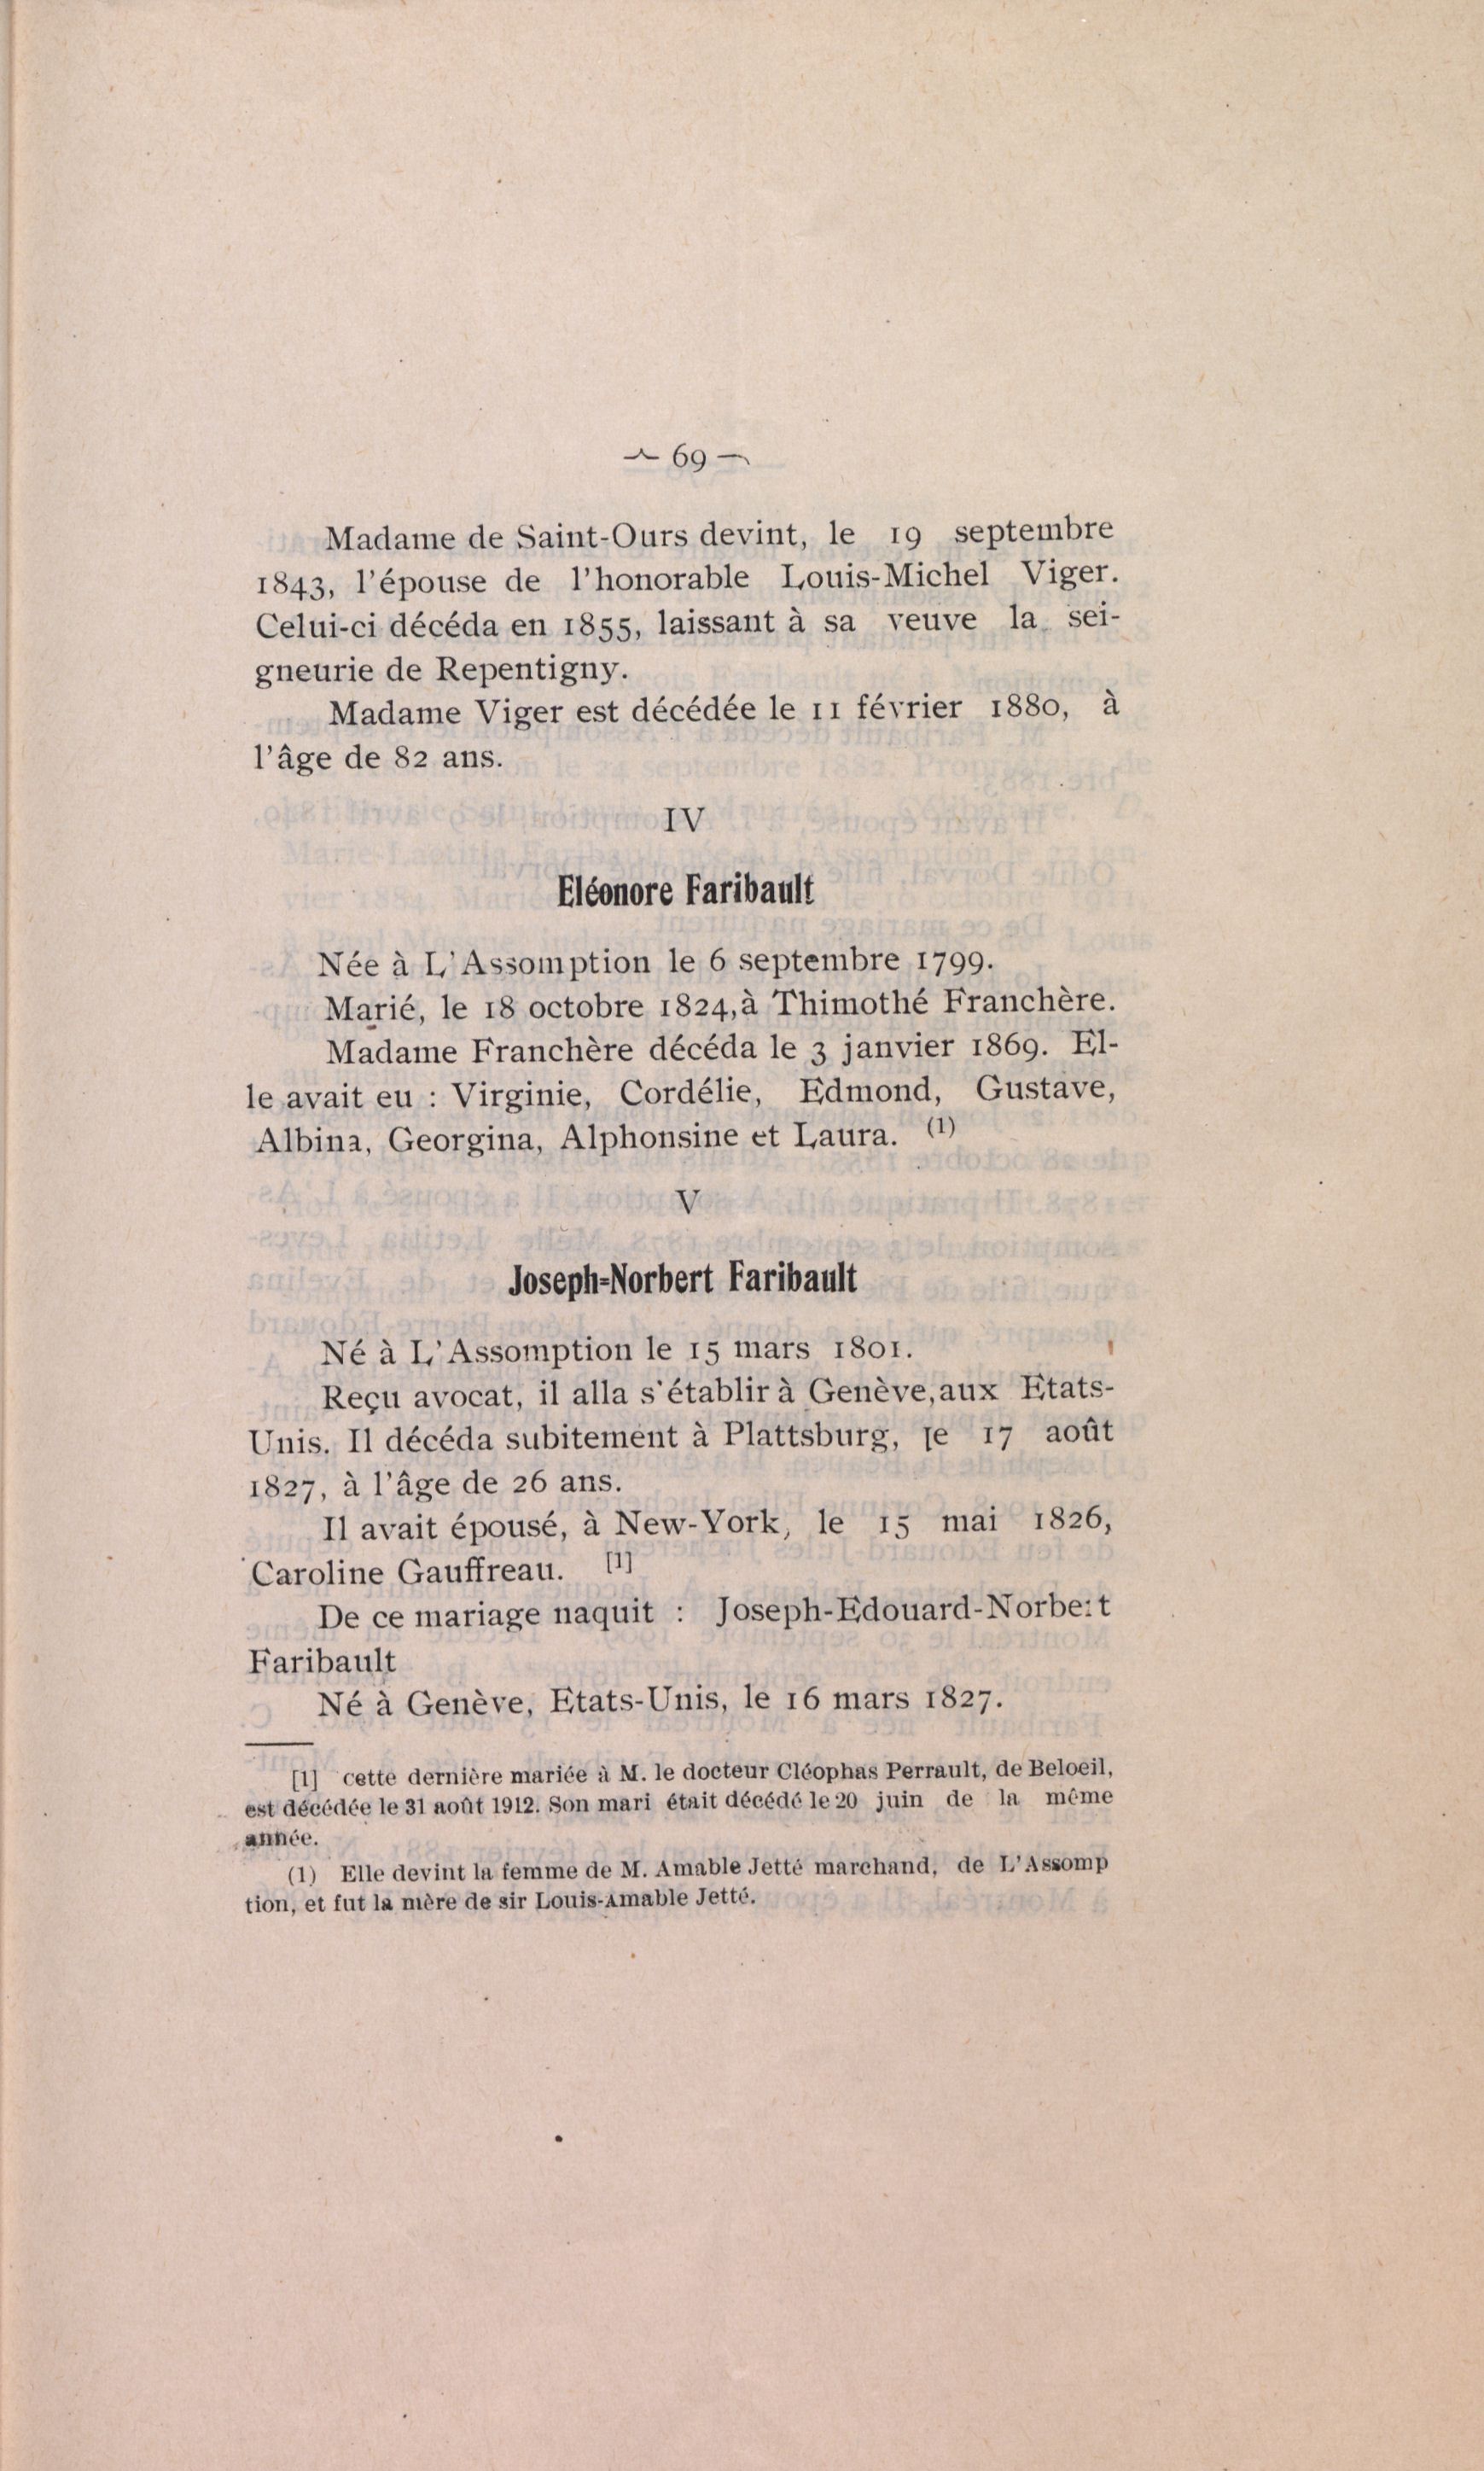 — 69 —
Madame de Saint-Ours devint, le 19 septembre
1843, l'épouse de l'honorable Louis-Michel Viger.
Celui-ci décéda en 1855, laissant à sa veuve la sei-
gneurie de Repentigny.
Madame Viger est décédée le 11 février 1880, à
l'âge de 82 ans.
IV
Eléonore Faribault
Née à L'Assomption le 6 septembre 1799.
Marié, le 18 octobre 1824, à Thimothé Franchère.
Madame Franchère décéda le 3 janvier 1869. El-
le avait eu : Virginie, Cordélie, Edmond, Gustave,
Albina, Georgina, Alphonsine et Laura. (1)
V
Joseph-Norbert Faribault
Né à L'Assomption le 15 mars 1801.
Reçu avocat, il alla s'établir à Genève, aux Etats-
Unis. Il décéda subitement à Plattsburg, le 17 août
1827, à l'âge de 26 ans.
Il avait épousé, à New-York, le 15 mai 1826,
Caroline Gauffreau. [1]
De ce mariage naquit : Joseph-Edouard-Norbert
Faribault
Né à Genève, Etats-Unis, le 16 mars 1827.
[1] cette dernière mariée à M. le docteur Cléophas Perrault, de Beloeil,
est décédée le 31 août 1912. Son mari était décédé le 20 juin de la même
année.
(1) Elle devint la femme de M. Amable Jetté marchand, de L'Assomp
tion, et fut la mère de sir Louis-Amable Jetté.